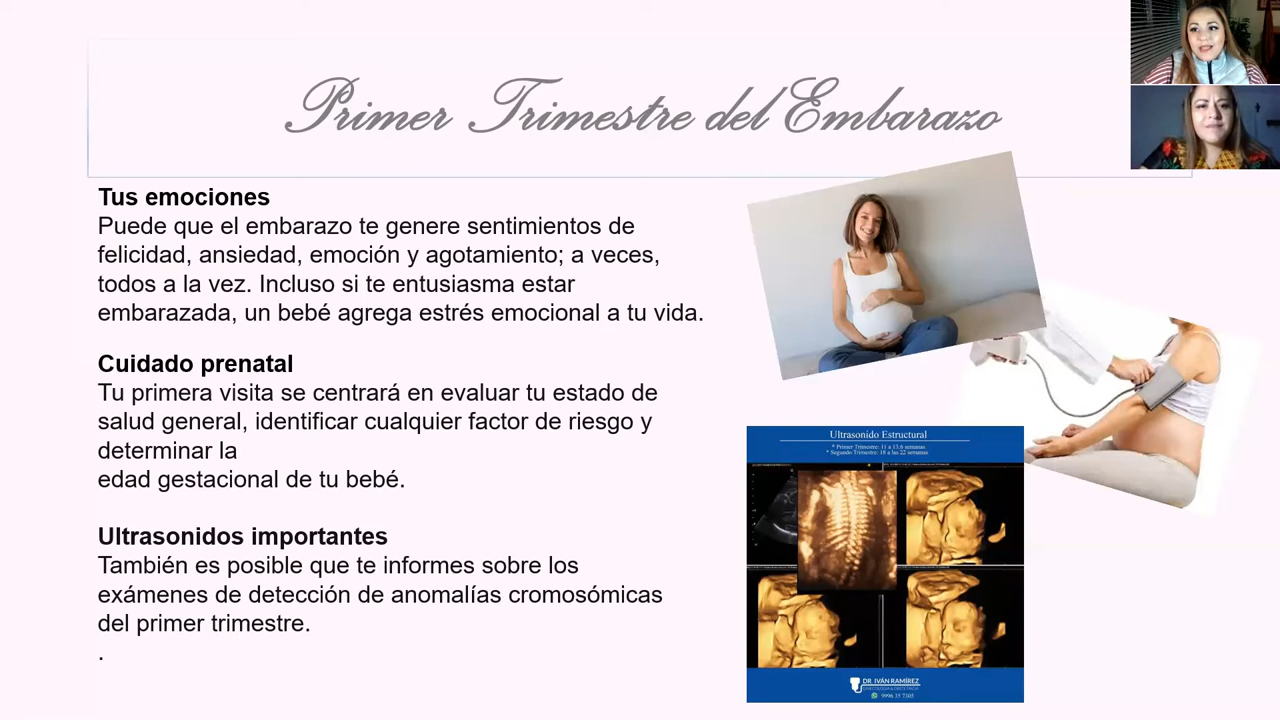 Primer Trimestre del Embarazo
Tus emociones
Puede que el embarazo te genere sentimientos de
felicidad, ansiedad, emoción y agotamiento; a veces,
todos a la vez. Incluso si te entusiasma estar
embarazada, un bebé agrega estrés emocional a tu vida.
Cuidado prenatal
Tu primera visita se centrará en evaluar tu estado de
salud general, identificar cualquier factor de riesgo y
determinar la
edad gestacional de tu bebé.
Ultrasonidos importantes
También es posible que te informes sobre los
exámenes de detección de anomalías cromosómicas
del primer trimestre.
.
Ultrasonido Estructural
* Primer Trimestre: 11 a 13.6 semanas
* Segundo Trimestre: 18 a las 22 semanas
DR. IVÁN RAMÍREZ
GINECOLOGÍA & OBSTETRICIA